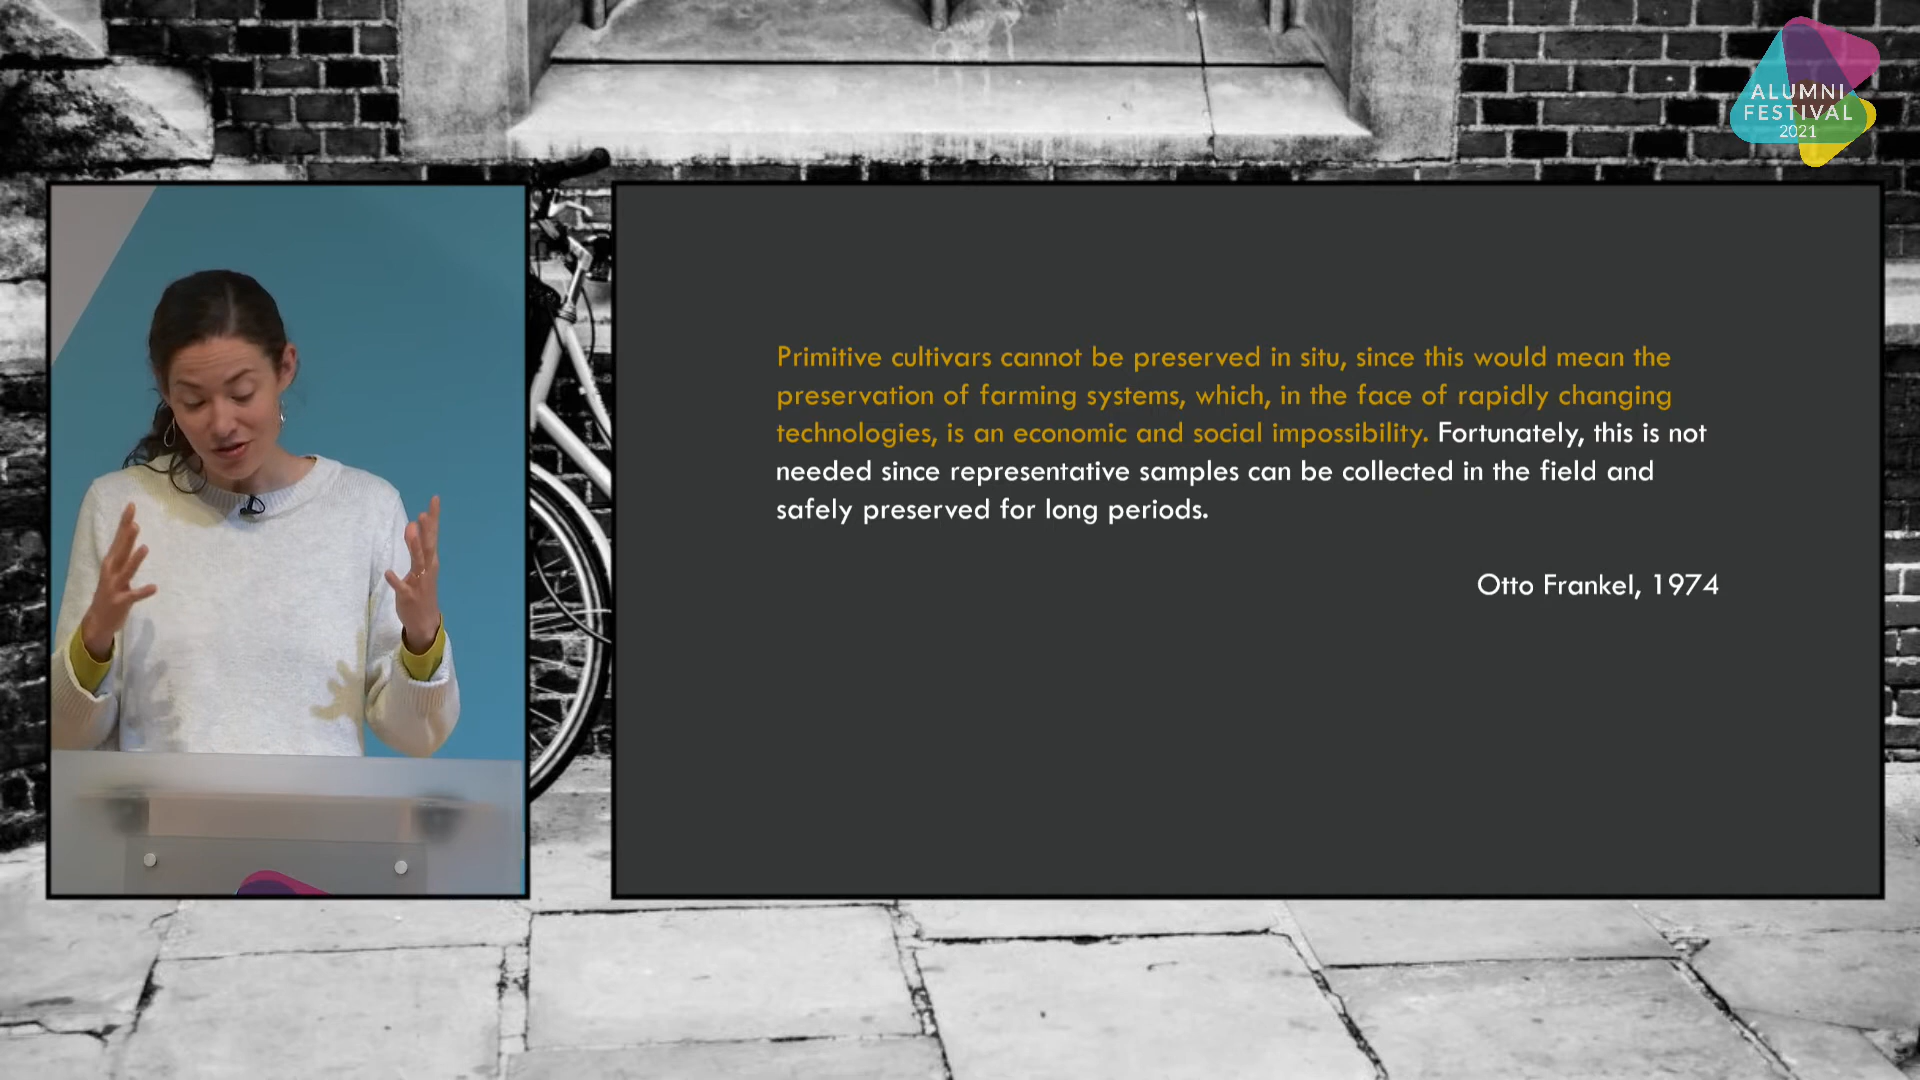 ALUMNI
FESTIVAL
2021
Primitive cultivars cannot be preserved in situ, since this would mean the
preservation of farming systems, which, in the face of rapidly changing
technologies, is an economic and social impossibility. Fortunately, this is not
needed since representative samples can be collected in the field and
safely preserved for long periods.
Otto Frankel, 1974